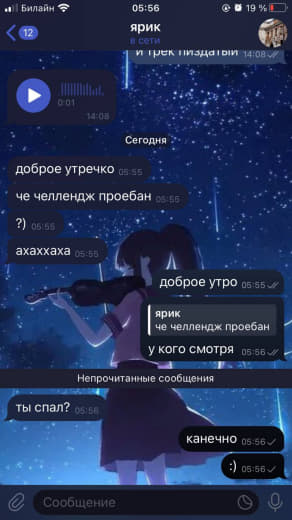 Билайн 05:56 19 %
12 ярик
в сети
и трек пиздатый 14:08
0:01 14:08
Сегодня
доброе утречко 05:55
че челлендж проебан 05:55
?) 05:55
ахаххаха 05:55
доброе утро 05:55
ярик
че челлендж проебан
у кого смотря 05:56
Непрочитанные сообщения
ты спал? 05:56
канечно 05:56
:) 05:56
Сообщение